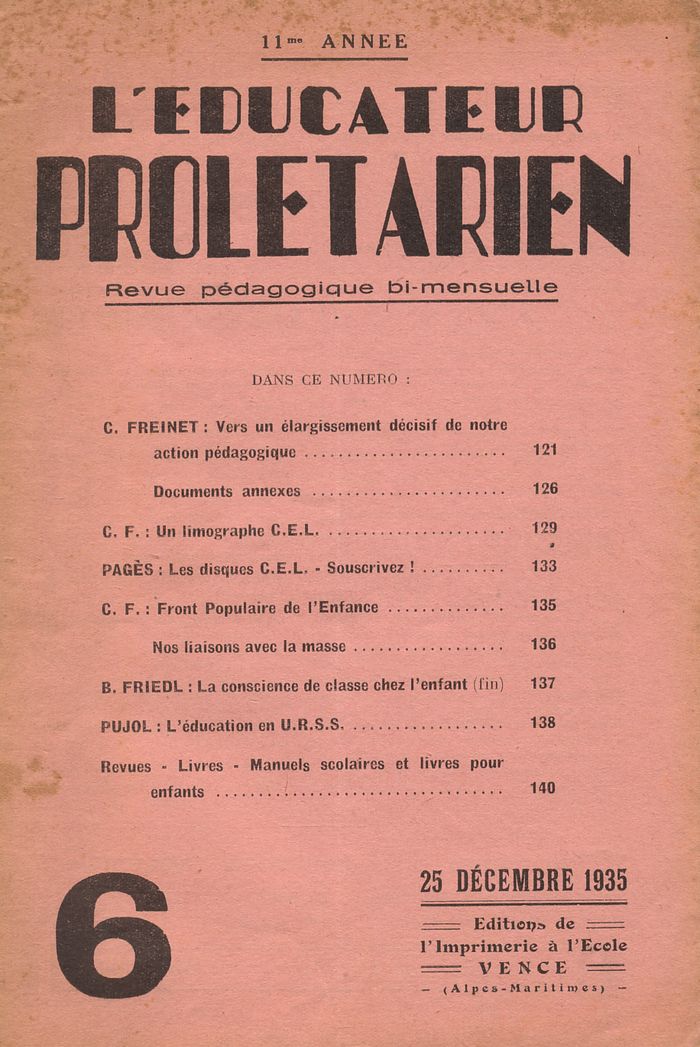 11me ANNEE
L'EDUCATEUR
PROLETARIEN
Revue pédagogique bi-mensuelle
DANS CE NUMERO :
C. FREINET : Vers un élargissement décisif de notre
action pédagogique ........................ 121
Documents annexes ....................... 126
C. F. : Un limographe C.E.L. ..................... 129
PAGÈS : Les disques C.E.L. - Souscrivez ! .......... 133
C. F. : Front Populaire de l'Enfance .............. 135
Nos liaisons avec la masse .................. 136
B. FRIEDL : La conscience de classe chez l'enfant (fin) 137
PUJOL : L'éducation en U.R.S.S. .................. 138
Revues - Livres - Manuels scolaires et livres pour
enfants .................................. 140
6
25 DÉCEMBRE 1935
Editions de
l'Imprimerie à l'Ecole
VENCE
- (Alpes-Maritimes) -